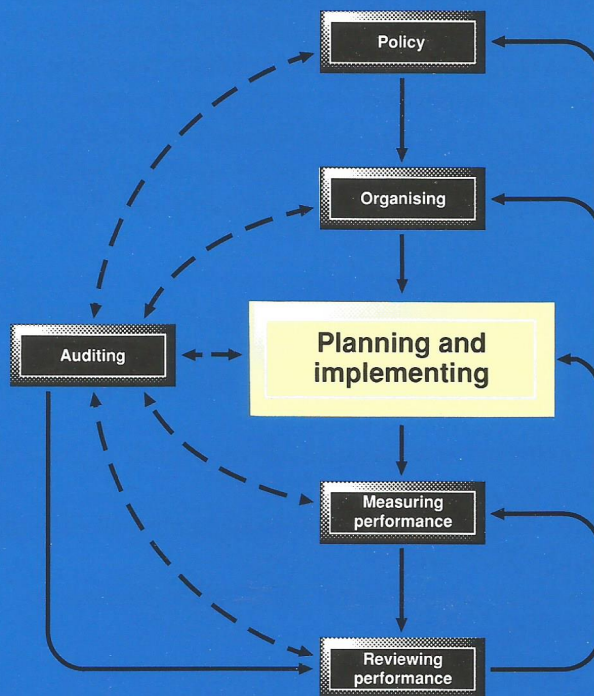 Policy
Organising
Planning and
implementing
Auditing
Measuring
performance
Reviewing
performance